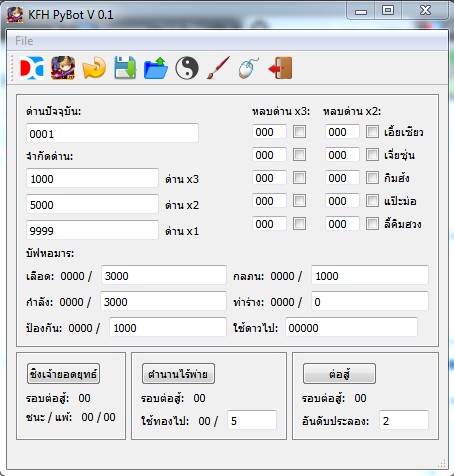 KFH PyBot V 0.1
File
ด่านปัจจุบัน:
0001
จำกัดด่าน:
1000 ด่าน x3
5000 ด่าน x2
9999 ด่าน x1
หลบด่าน x3: หลบด่าน x2:
000 000 เอี้ยเซียว
000 000 เจี่ยซุ่น
000 000 กิมฮ้ง
000 000 แป๊ะม่อ
000 000 ลี้คิมฮวง
บัฟหอมาร:
เลือด: 0000 / 3000 กลภน: 0000 / 1000
กำลัง: 0000 / 3000 ท่าร่าง: 0000 / 0
ป้องกัน: 0000 / 1000 ใช้ดาวไป: 00000
ชิงเจ้ายอดยุทธ์
รอบต่อสู้: 00
ชนะ / แพ้: 00 / 00
ตำนานไร้พ่าย
รอบต่อสู้: 00
ใช้ทองไป: 00 / 5
ต่อสู้
รอบต่อสู้: 00
อันดับประลอง: 2